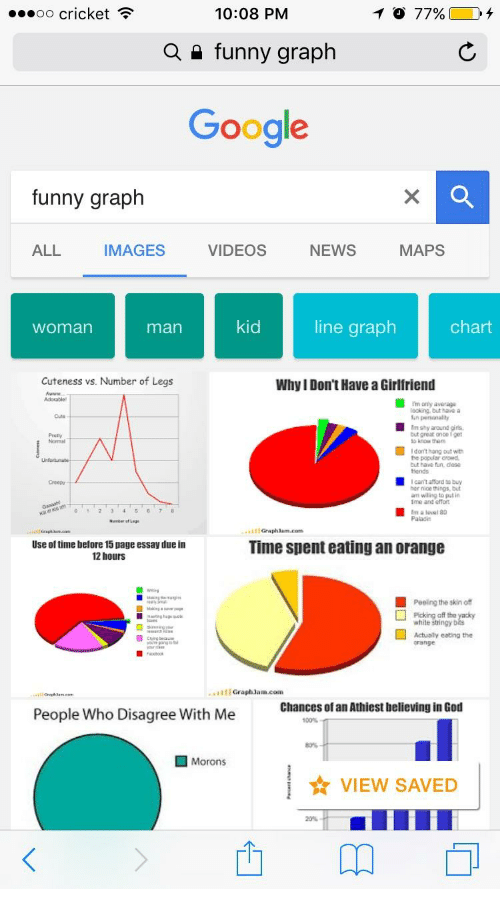 cricket
10:08 PM
77%
funny graph
Google
funny graph
ALL IMAGES VIDEOS NEWS MAPS
woman man kid line graph chart
Cuteness vs. Number of Legs
Awww
Adorable!
Cute
Pretty
Normal
Unfortunate
Creepy
Cuteness
0 1 2 3 4 5 6 7 8
Number of Legs
GraphJam.com
Why I Don't Have a Girlfriend
I'm only average
looking, but have a
fun personality
I'm shy around girls,
but great once I get
to know them
I don't hang out with
the popular crowd,
but have fun, close
friends
I can't afford to buy
her nice things, but
am willing to put in
time and effort
I'm a level 80
Paladin
GraphJam.com
Use of time before 15 page essay due in
12 hours
Writing
Making a cover page
Facebook
GraphJam.com
Time spent eating an orange
Peeling the skin off
Picking off the yacky
white stringy bits
Actually eating the
orange
GraphJam.com
People Who Disagree With Me
Morons
Chances of an Athiest believing in God
100%
80%
Percent chance
20%
VIEW SAVED